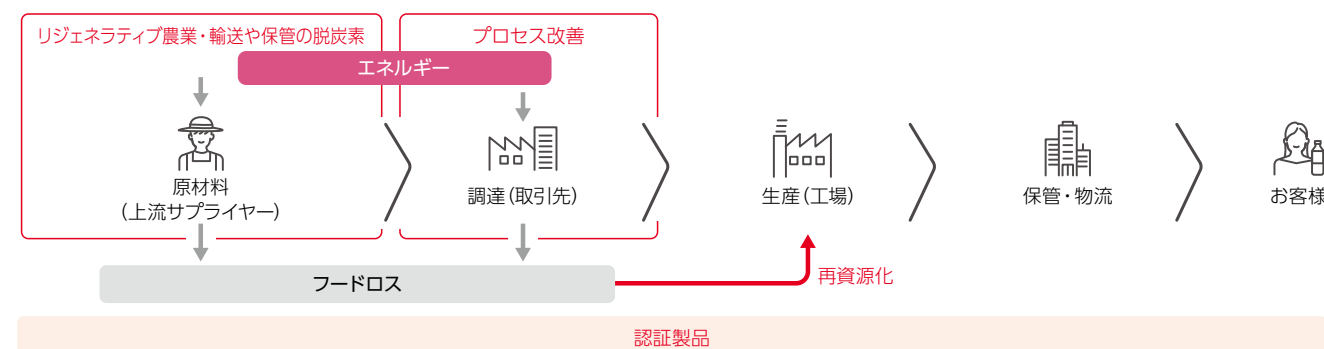 リジェネラティブ農業・輸送や保管の脱炭素
プロセス改善
エネルギー
原材料
(上流サプライヤー)
調達(取引先)
生産(工場)
保管・物流
お客様
フードロス
再資源化
認証製品